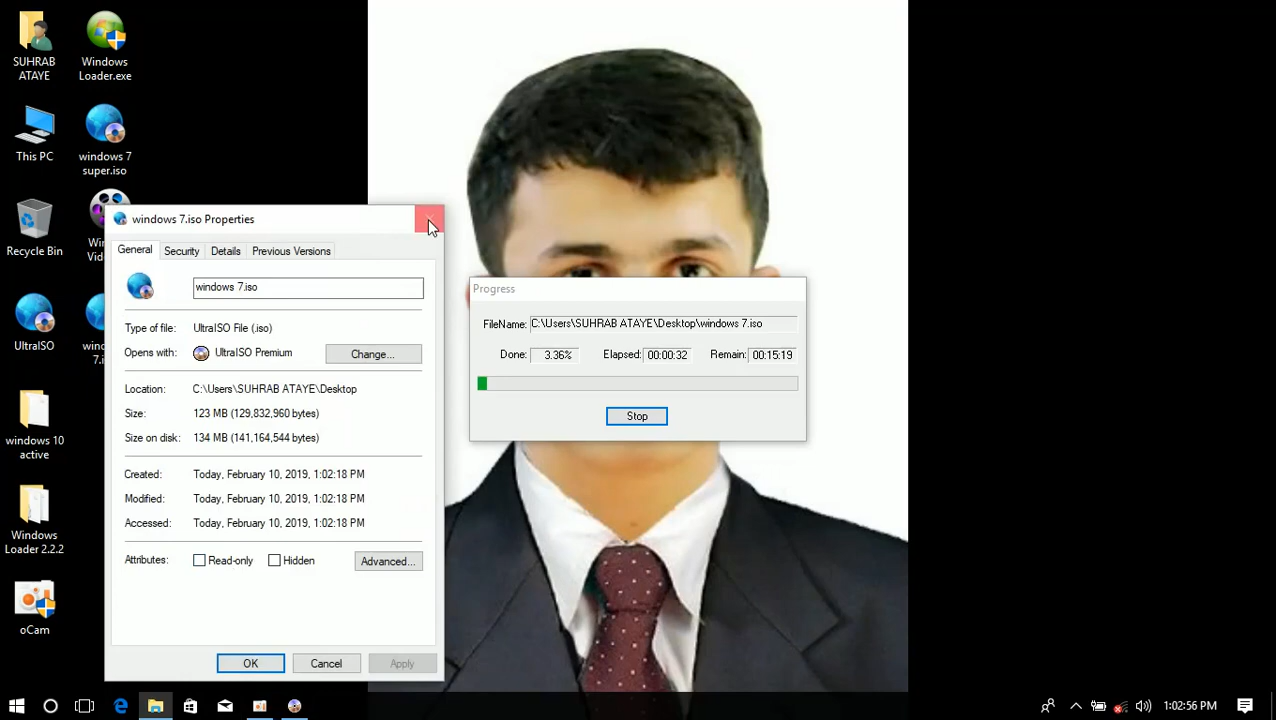 SUHRAB
ATAYE
Windows
Loader.exe
This PC
windows 7
super.iso
Recycle Bin
UltraISO
windows 10
active
Windows
Loader 2.2.2
oCam
windows 7.iso Properties
General
Security
Details
Previous Versions
windows 7.iso
Type of file: UltraISO File (.iso)
Opens with: UltraISO Premium
Change...
Location: C:\Users\SUHRAB ATAYE\Desktop
Size: 123 MB (129,832,960 bytes)
Size on disk: 134 MB (141,164,544 bytes)
Created: Today, February 10, 2019, 1:02:18 PM
Modified: Today, February 10, 2019, 1:02:18 PM
Accessed: Today, February 10, 2019, 1:02:18 PM
Attributes: Read-only Hidden
Advanced...
OK
Cancel
Apply
Progress
FileName: C:\Users\SUHRAB ATAYE\Desktop\windows 7.iso
Done: 3.36% Elapsed: 00:00:32 Remain: 00:15:19
Stop
1:02:56 PM